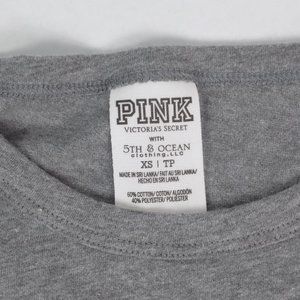 PINK
VICTORIA'S SECRET
WITH
5TH & OCEAN
clothing, LLC
XS | TP
MADE IN SRI LANKA/ FAIT AU SRI LANKA/
HECHO EN SRI LANKA
60% COTTON/ COTON/ ALGODÓN
40% POLYESTER/ POLIÉSTER